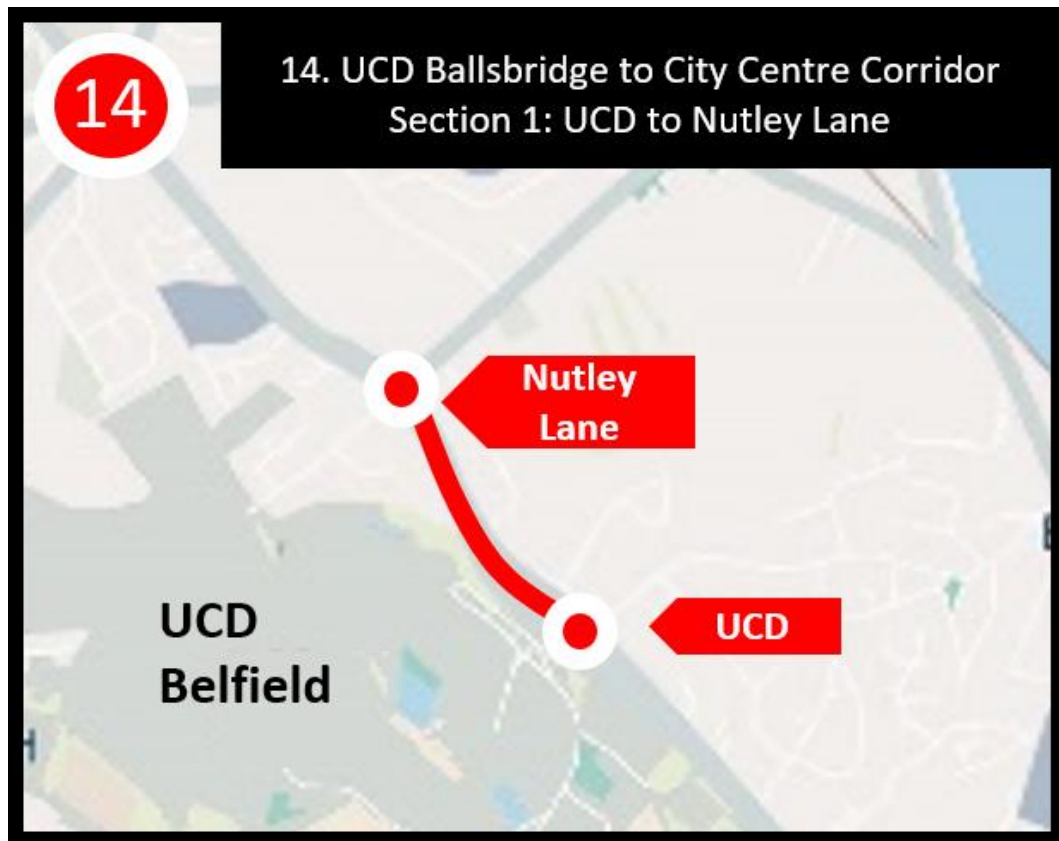 14
14. UCD Ballsbridge to City Centre Corridor
Section 1: UCD to Nutley Lane
Nutley
Lane
UCD
UCD
Belfield
H